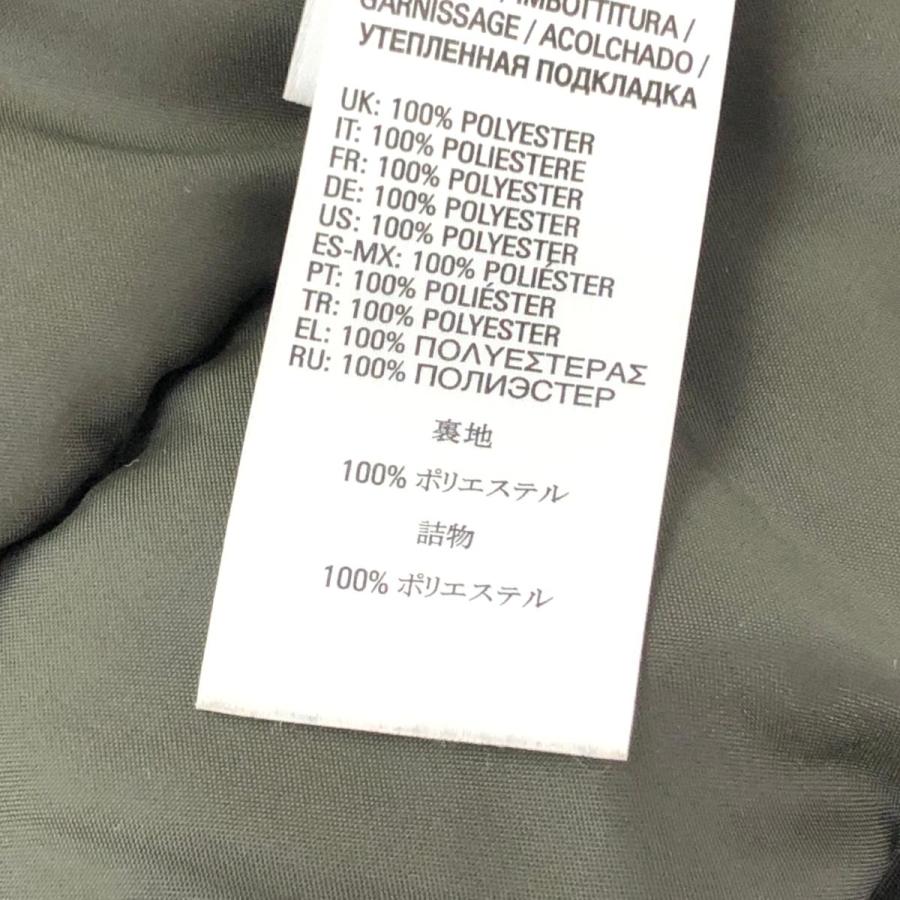 IMBOTTITURA /
GARNISSAGE / ACOLCHADO /
УТЕПЛЕННАЯ ПОДКЛАДКА
UK: 100% POLYESTER
IT: 100% POLIESTERE
FR: 100% POLYESTER
DE: 100% POLYESTER
US: 100% POLYESTER
ES-MX: 100% POLIÉSTER
PT: 100% POLIÉSTER
TR: 100% POLYESTER
EL: 100% ΠΟΛΥΕΣΤΕΡΑΣ
RU: 100% ПОЛИЭСТЕР
裏地
100% ポリエステル
詰物
100% ポリエステル